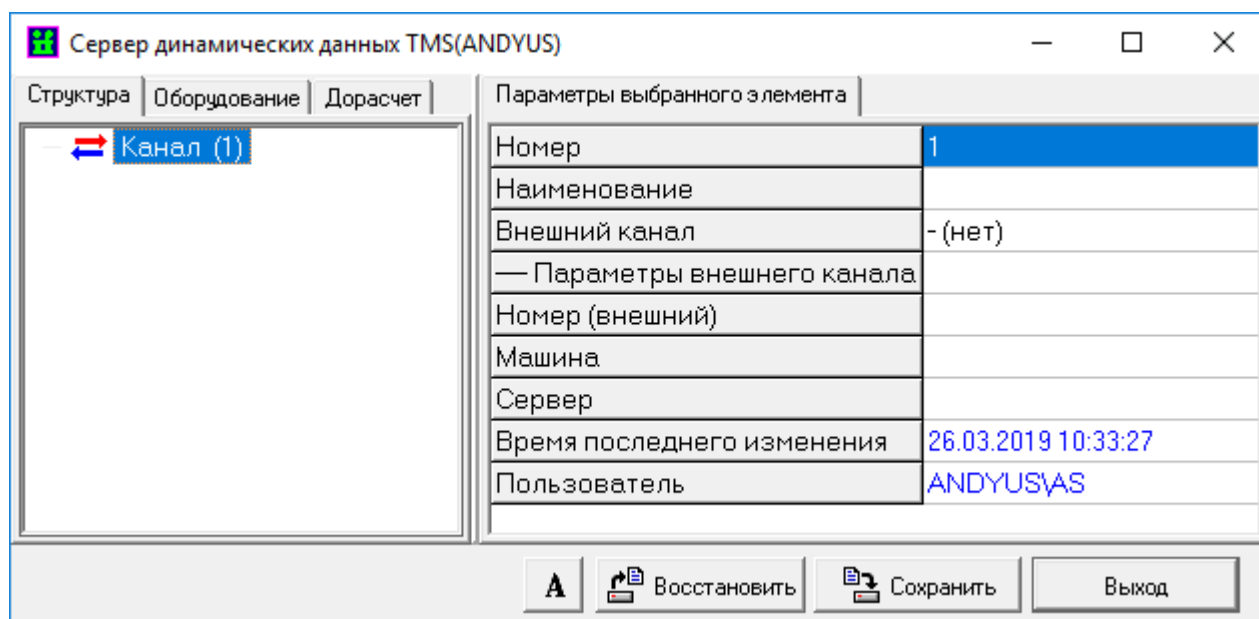 Сервер динамических данных TMS(ANDYUS)
Структура Оборудование Дорасчет
Параметры выбранного элемента
Канал (1)
Номер 1
Наименование
Внешний канал - (нет)
— Параметры внешнего канала
Номер (внешний)
Машина
Сервер
Время последнего изменения 26.03.2019 10:33:27
Пользователь ANDYUS\AS
A Восстановить Сохранить Выход